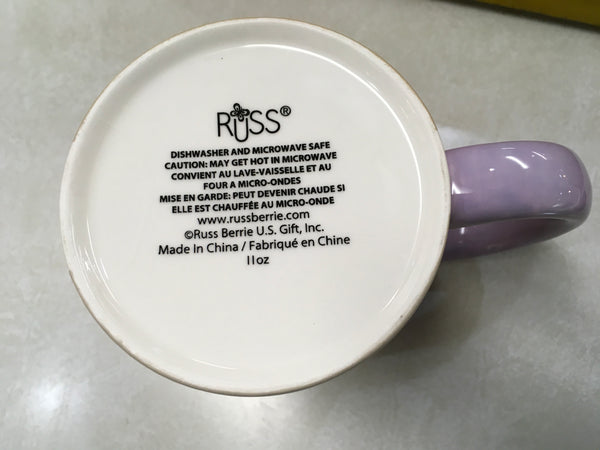 RUSS®
DISHWASHER AND MICROWAVE SAFE
CAUTION: MAY GET HOT IN MICROWAVE
CONVIENT AU LAVE-VAISSELLE ET AU
FOUR A MICRO-ONDES
MISE EN GARDE: PEUT DEVENIR CHAUDE SI
ELLE EST CHAUFFÉE AU MICRO-ONDE
www.russberrie.com
©Russ Berrie U.S. Gift, Inc.
Made In China / Fabriqué en Chine
11oz